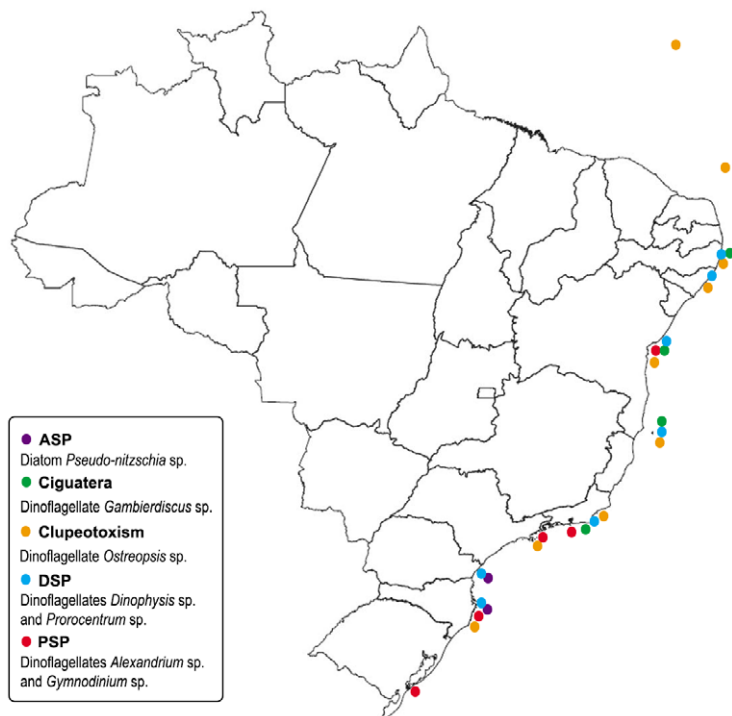 ASP
Diatom Pseudo-nitzschia sp.
Ciguatera
Dinoflagellate Gambierdiscus sp.
Clupeotoxism
Dinoflagellate Ostreopsis sp.
DSP
Dinoflagellates Dinophysis sp.
and Prorocentrum sp.
PSP
Dinoflagellates Alexandrium sp.
and Gymnodinium sp.